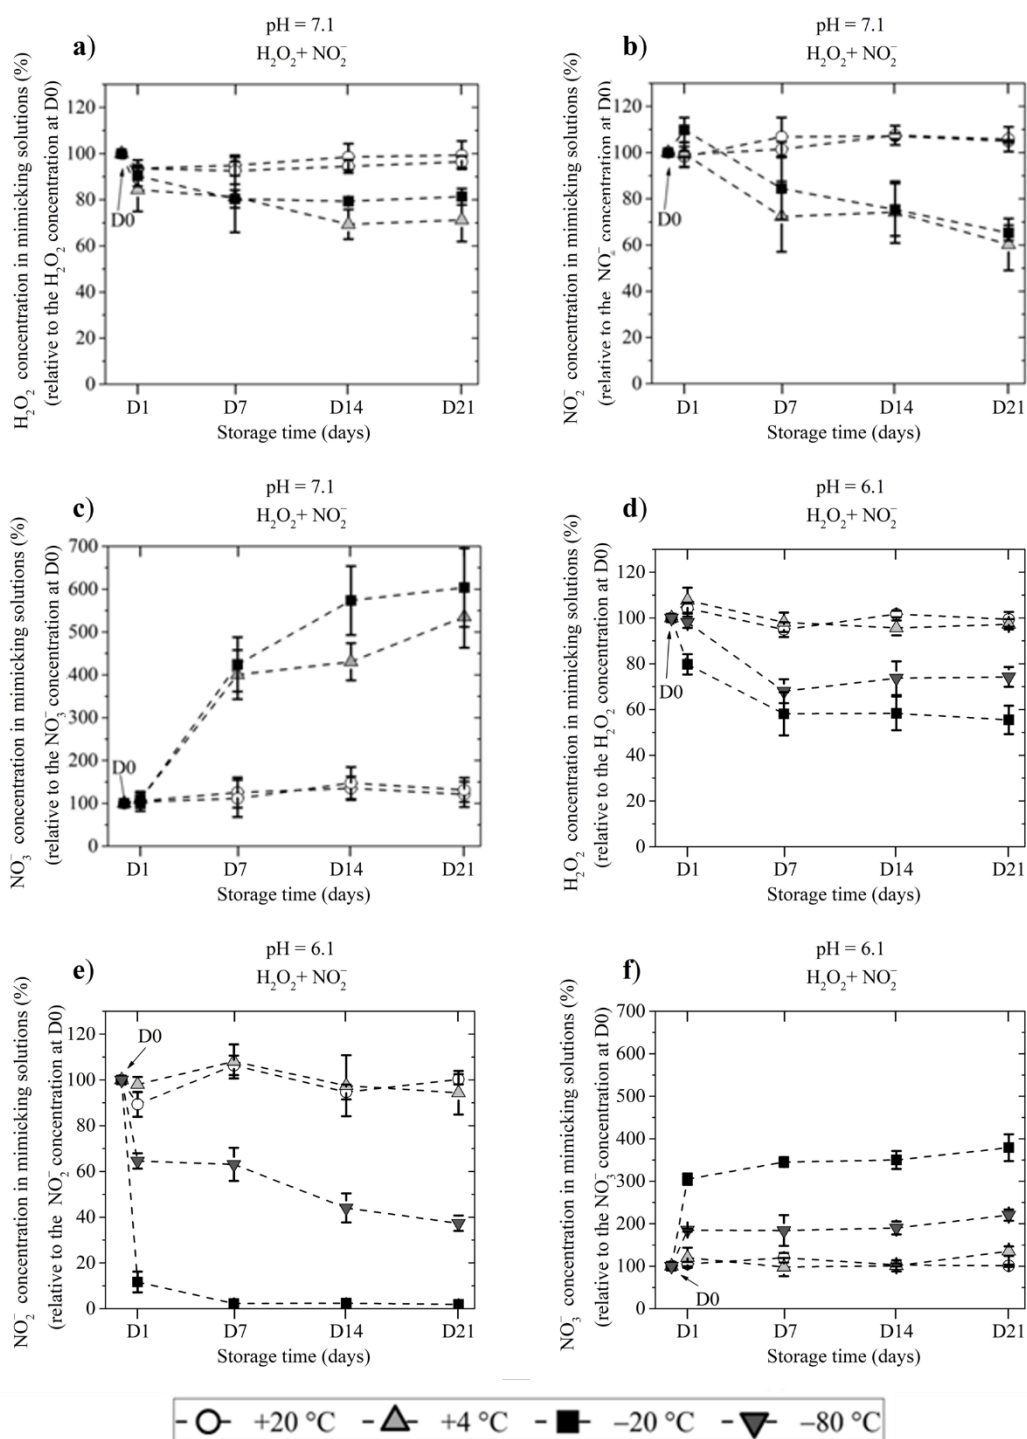 a)
pH = 7.1
H₂O₂+ NO₂⁻
H₂O₂ concentration in mimicking solutions (%)
(relative to the H₂O₂ concentration at D0)
120
100
80
60
40
20
0
D0
D1 D7 D14 D21
Storage time (days)
b)
pH = 7.1
H₂O₂+ NO₂⁻
NO₂⁻ concentration in mimicking solutions (%)
(relative to the NO⁻ concentration at D0)
120
100
80
60
40
20
0
D0
D1 D7 D14 D21
Storage time (days)
c)
pH = 7.1
H₂O₂+ NO₂⁻
NO₃⁻ concentration in mimicking solutions (%)
(relative to the NO₃⁻ concentration at D0)
700
600
500
400
300
200
100
0
D0
D1 D7 D14 D21
Storage time (days)
d)
pH = 6.1
H₂O₂+ NO₂⁻
H₂O₂ concentration in mimicking solutions (%)
(relative to the H₂O₂ concentration at D0)
120
100
80
60
40
20
0
D0
D1 D7 D14 D21
Storage time (days)
e)
pH = 6.1
H₂O₂+ NO₂⁻
NO₂⁻ concentration in mimicking solutions (%)
(relative to the NO₂⁻ concentration at D0)
120
100
80
60
40
20
0
D0
D1 D7 D14 D21
Storage time (days)
f)
pH = 6.1
H₂O₂+ NO₂⁻
NO₃⁻ concentration in mimicking solutions (%)
(relative to the NO₃⁻ concentration at D0)
700
600
500
400
300
200
100
0
D0
D1 D7 D14 D21
Storage time (days)
+20 °C +4 °C –20 °C –80 °C